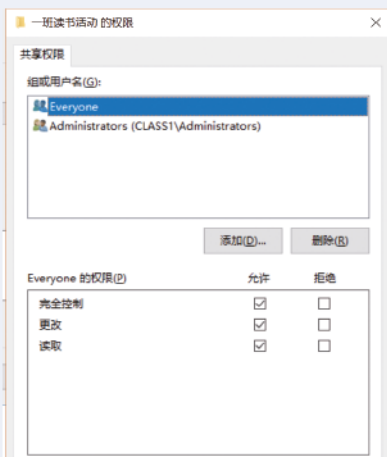 一班读书活动 的权限
共享权限
组或用户名(G):
Everyone
Administrators (CLASS1\Administrators)
添加(D)... 删除(R)
Everyone 的权限(P) 允许 拒绝
完全控制
更改
读取